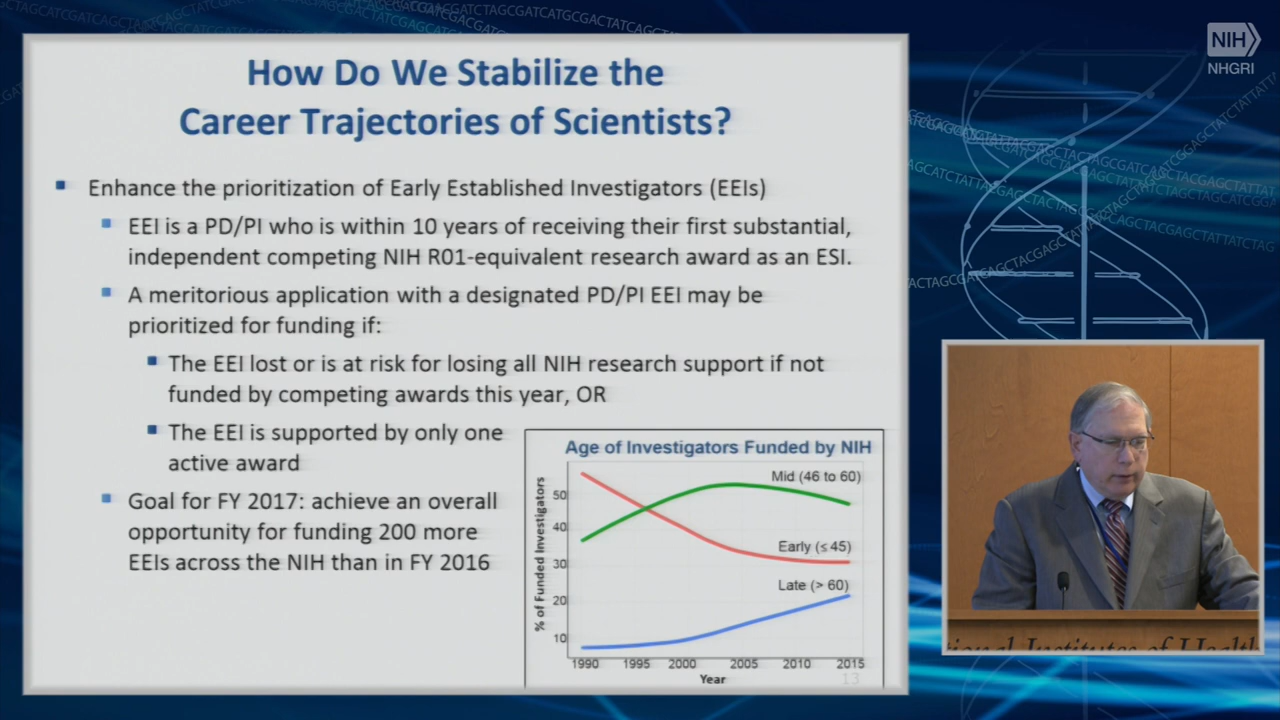 NIH
NHGRI
How Do We Stabilize the
Career Trajectories of Scientists?
Enhance the prioritization of Early Established Investigators (EEIs)
EEI is a PD/PI who is within 10 years of receiving their first substantial,
independent competing NIH R01-equivalent research award as an ESI.
A meritorious application with a designated PD/PI EEI may be
prioritized for funding if:
The EEI lost or is at risk for losing all NIH research support if not
funded by competing awards this year, OR
The EEI is supported by only one
active award
Goal for FY 2017: achieve an overall
opportunity for funding 200 more
EEIs across the NIH than in FY 2016
Age of Investigators Funded by NIH
% of Funded Investigators
50
40
30
20
10
Mid (46 to 60)
Early (≤ 45)
Late (> 60)
1990 1995 2000 2005 2010 2015
Year
13
tional Institutes of Health